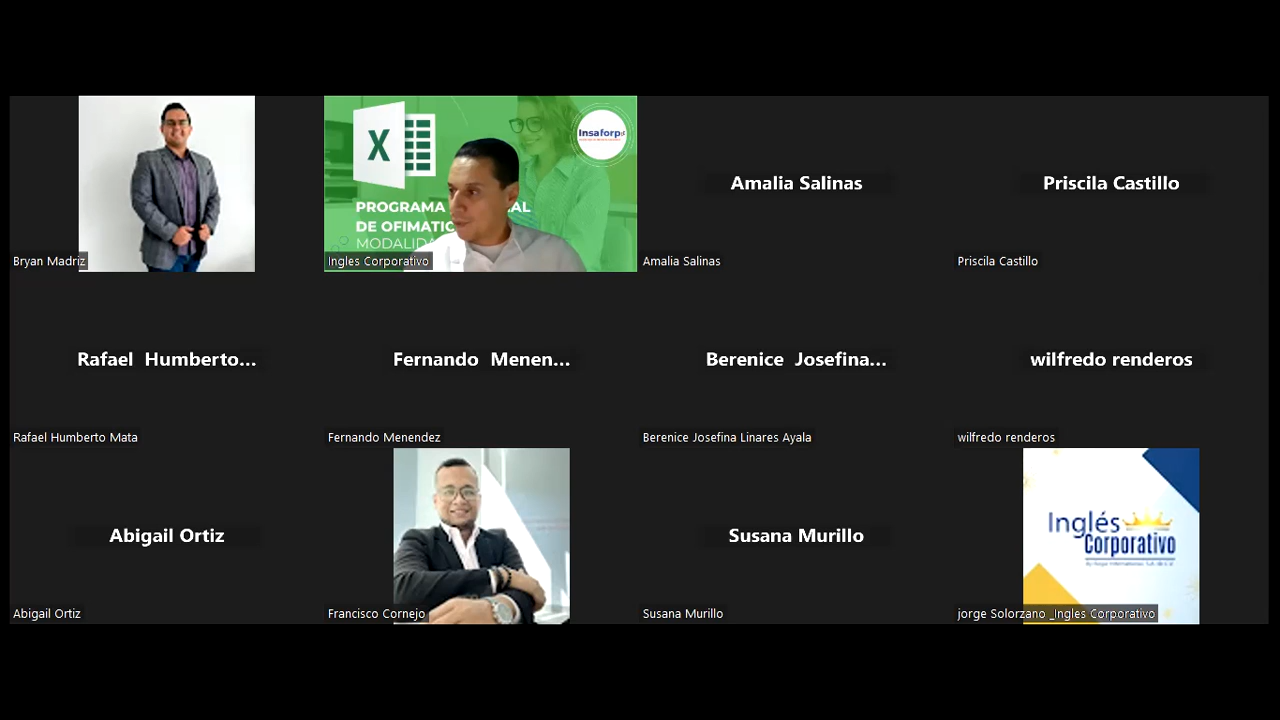 Bryan Madriz
X
Insaforp
PROGRAMA
AL
DE OFIMATIC
MODALIDA
Ingles Corporativo
Amalia Salinas
Amalia Salinas
Priscila Castillo
Priscila Castillo
Rafael Humberto...
Rafael Humberto Mata
Fernando Menen...
Fernando Menendez
Berenice Josefina...
Berenice Josefina Linares Ayala
wilfredo renderos
wilfredo renderos
Abigail Ortiz
Abigail Ortiz
Francisco Cornejo
Susana Murillo
Susana Murillo
Inglés
Corporativo
jorge Solorzano _Ingles Corporativo